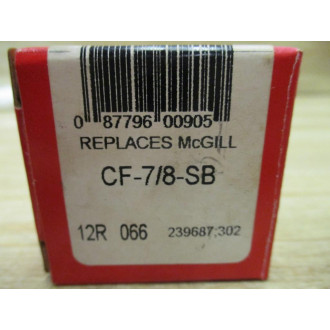 0 87796 00905
REPLACES McGILL
CF-7/8-SB
12R 066 239687,302